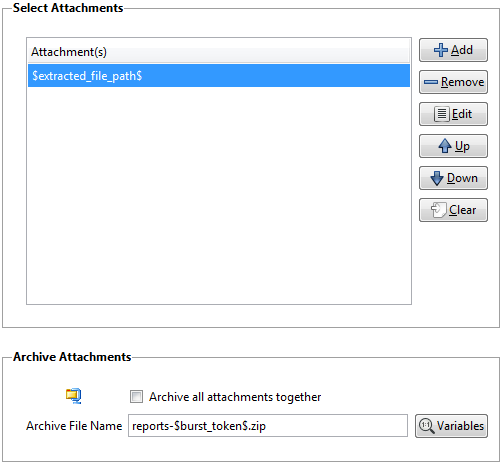 Select Attachments
Attachment(s)
$extracted_file_path$
Add
Remove
Edit
Up
Down
Clear
Archive Attachments
Archive all attachments together
Archive File Name reports-$burst_token$.zip Variables